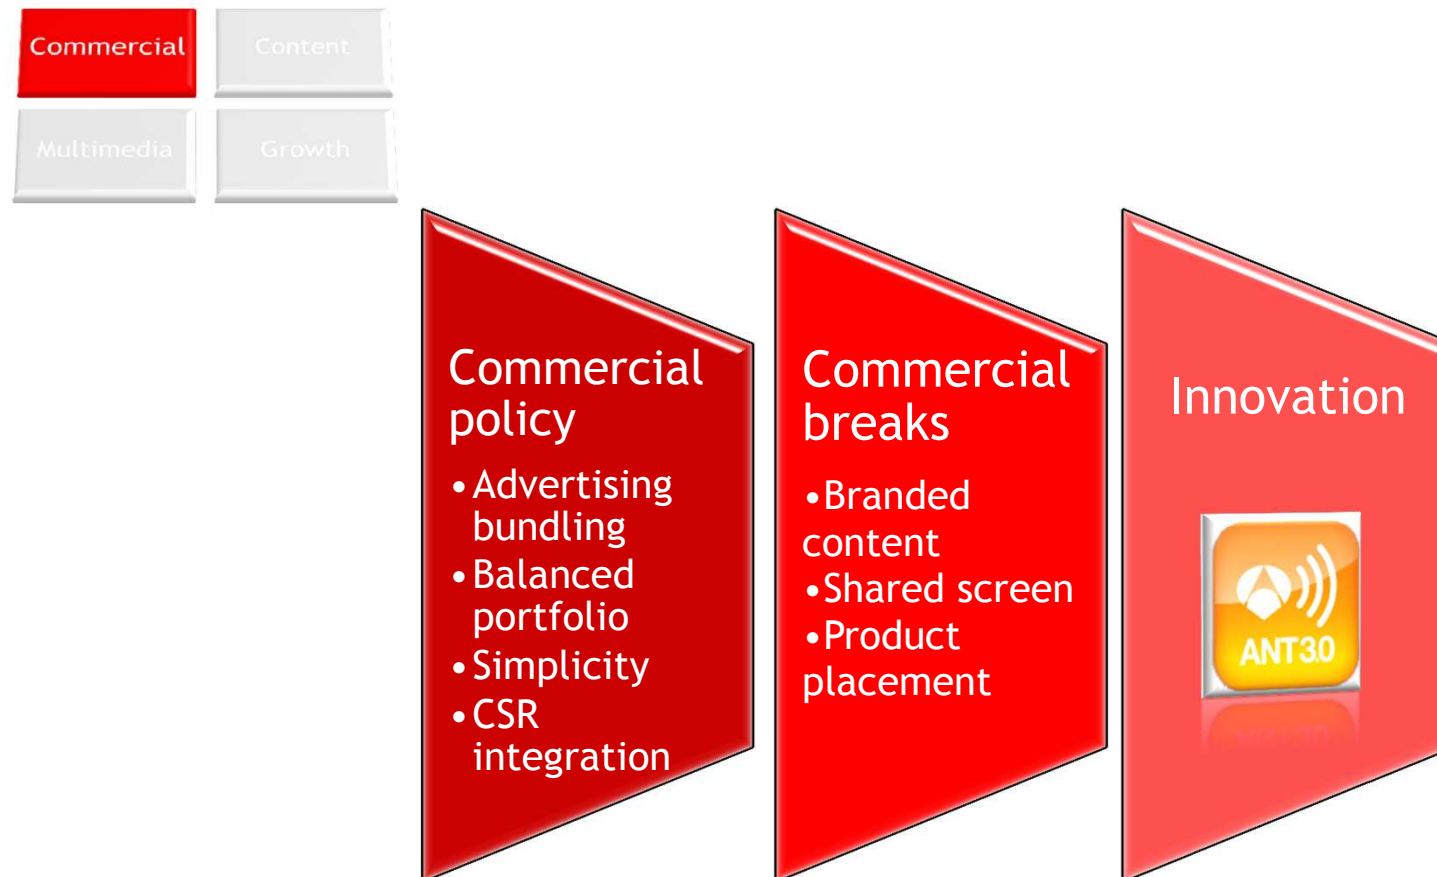 Commercial
Content
Multimedia
Growth
Commercial
policy
•Advertising
bundling
•Balanced
portfolio
•Simplicity
•CSR
integration
Commercial
breaks
•Branded
content
•Shared screen
•Product
placement
Innovation
ANT3.0